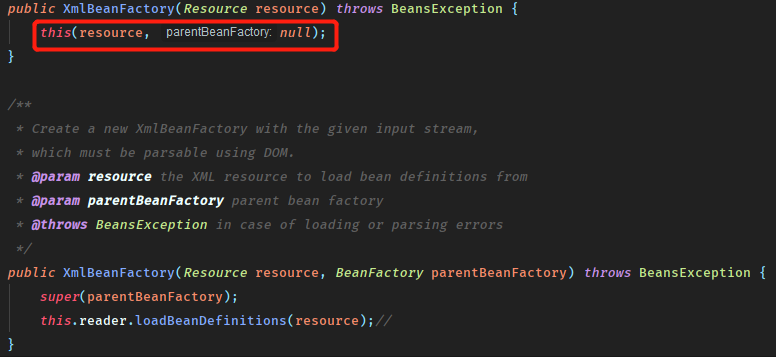 public XmlBeanFactory(Resource resource) throws BeansException {
this(resource, parentBeanFactory: null);
}
/**
* Create a new XmlBeanFactory with the given input stream,
* which must be parsable using DOM.
* @param resource the XML resource to load bean definitions from
* @param parentBeanFactory parent bean factory
* @throws BeansException in case of loading or parsing errors
*/
public XmlBeanFactory(Resource resource, BeanFactory parentBeanFactory) throws BeansException {
super(parentBeanFactory);
this.reader.loadBeanDefinitions(resource);//
}